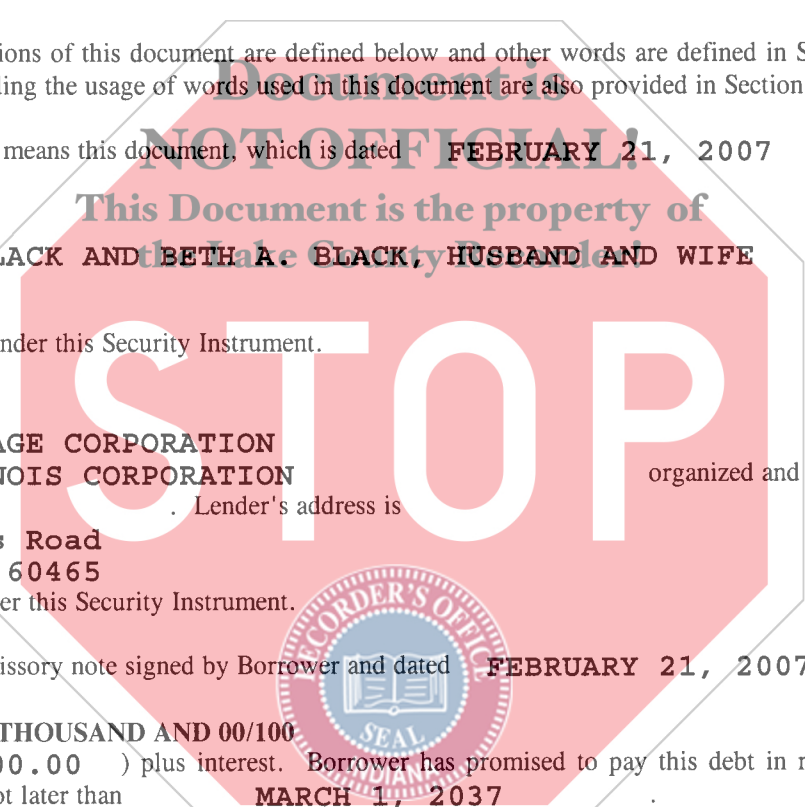 ions of this document are defined below and other words are defined in S
Document is
ling the usage of words used in this document are also provided in Section
NOT OFFICIAL!
means this document, which is dated FEBRUARY 21, 2007
This Document is the property of
LACK AND BETH A. BLACK, HUSBAND AND WIFE
the Lake County Recorder!
nder this Security Instrument.
STOP
AGE CORPORATION
NOIS CORPORATION organized and
. Lender's address is
s Road
60465
er this Security Instrument.
RECORDER'S OFFICE
issory note signed by Borrower and dated FEBRUARY 21, 2007
SEAL
THOUSAND AND 00/100
00.00 ) plus interest. Borrower has promised to pay this debt in r
INDIANA
ot later than MARCH 1, 2037 .